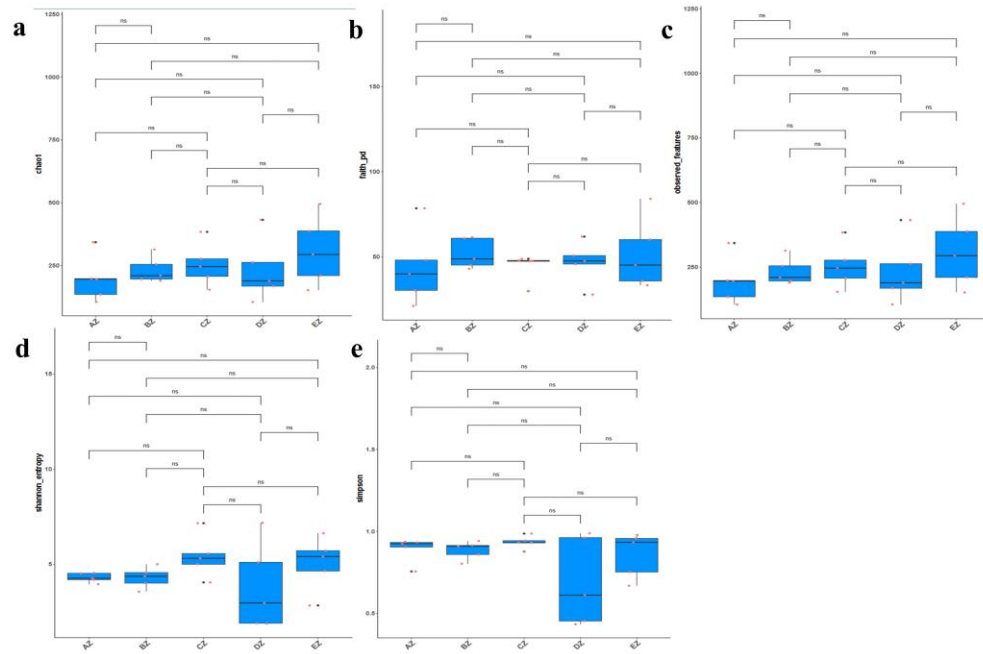 a
1250
1000
750
500
250
chao1
ns
ns
ns
ns
ns
ns
ns
ns
ns
ns
AZ
BZ
CZ
DZ
EZ
b
150
100
50
faith_pd
ns
ns
ns
ns
ns
ns
ns
ns
ns
ns
AZ
BZ
CZ
DZ
EZ
c
1250
1000
750
500
250
observed_features
ns
ns
ns
ns
ns
ns
ns
ns
ns
ns
AZ
BZ
CZ
DZ
EZ
d
15
10
5
shannon_entropy
ns
ns
ns
ns
ns
ns
ns
ns
ns
ns
AZ
BZ
CZ
DZ
EZ
e
2.0
1.5
1.0
0.5
simpson
ns
ns
ns
ns
ns
ns
ns
ns
ns
ns
AZ
BZ
CZ
DZ
EZ